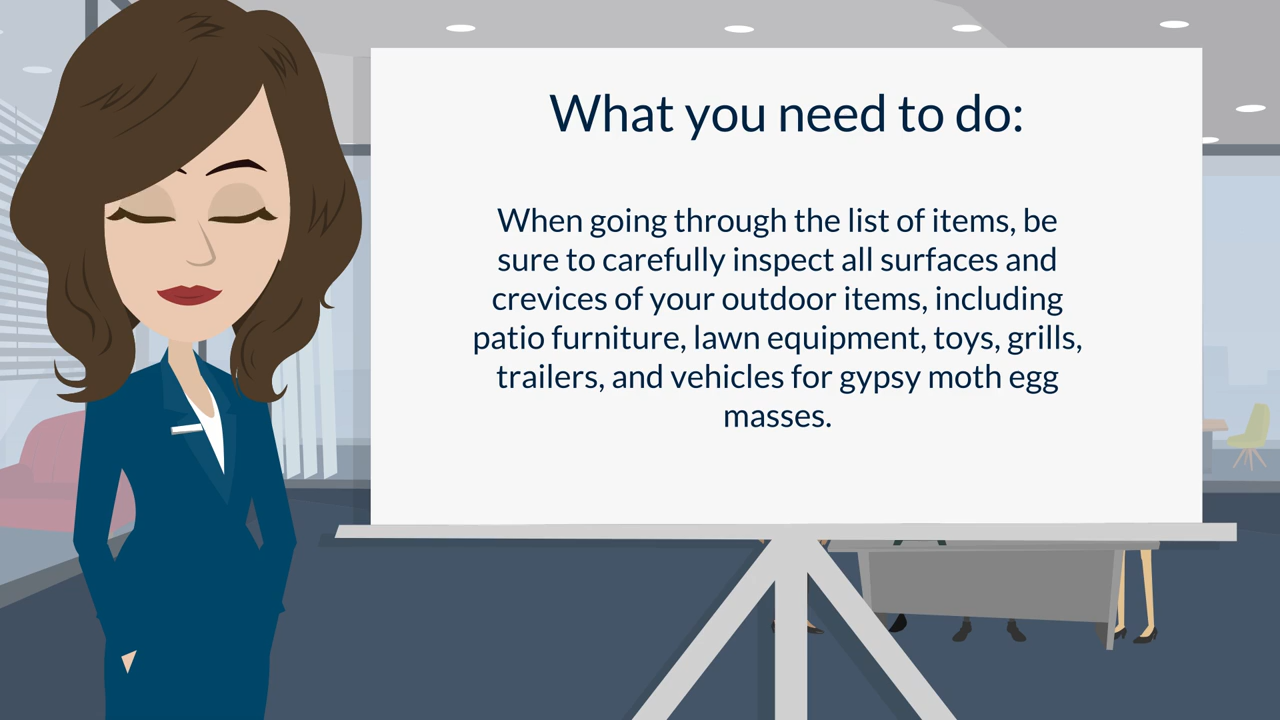 What you need to do:
When going through the list of items, be
sure to carefully inspect all surfaces and
crevices of your outdoor items, including
patio furniture, lawn equipment, toys, grills,
trailers, and vehicles for gypsy moth egg
masses.